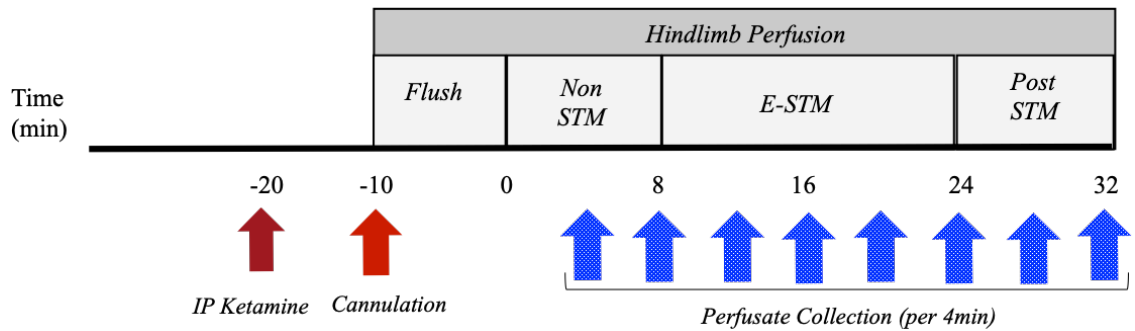 Hindlimb Perfusion
Time
(min)
Flush
Non
STM
E-STM
Post
STM
-20
-10
0
8
16
24
32
IP Ketamine
Cannulation
Perfusate Collection (per 4min)